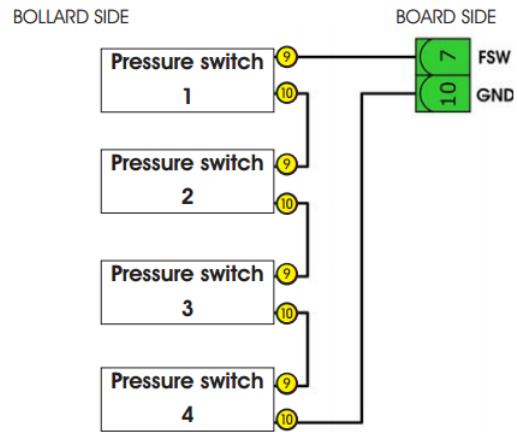 BOLLARD SIDE
BOARD SIDE
Pressure switch
1
9
10
7
FSW
10
GND
Pressure switch
2
9
10
Pressure switch
3
9
10
Pressure switch
4
9
10